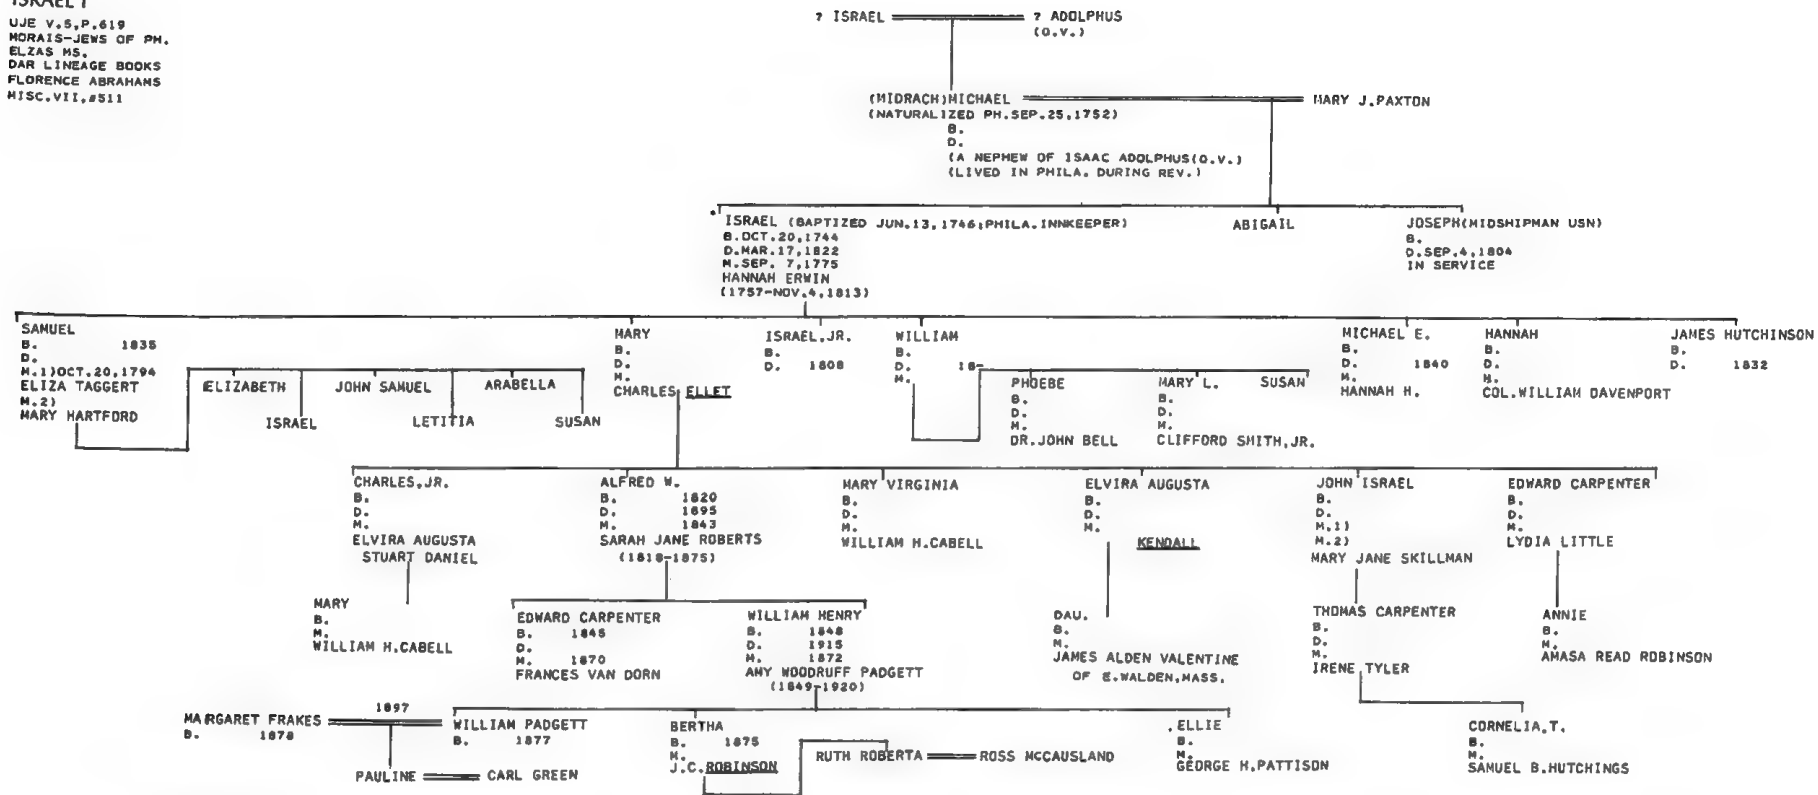 ISRAEL I
UJE V.5,P.619
MORAIS-JEWS OF PH.
ELZAS MS.
DAR LINEAGE BOOKS
FLORENCE ABRAHAMS
MISC.VII,#511
? ISRAEL ? ADOLPHUS
(Q.V.)
(MIDRACH)MICHAEL MARY J.PAXTON
(NATURALIZED PH.SEP.25,1752)
B.
D.
(A NEPHEW OF ISAAC ADOLPHUS(Q.V.)
(LIVED IN PHILA. DURING REV.)
ISRAEL (BAPTIZED JUN.13,1746;PHILA.INNKEEPER)
B.OCT.20,1744
D.MAR.17,1822
M.SEP. 7,1775
HANNAH ERWIN
(1757-NOV.4,1813)
ABIGAIL
JOSEPH(MIDSHIPMAN USN)
B.
D.SEP.4,1804
IN SERVICE
SAMUEL
B. 1835
D.
M.1)OCT.20,1794
ELIZA TAGGERT
M.2)
MARY HARTFORD
ELIZABETH
ISRAEL
JOHN SAMUEL
LETITIA
ARABELLA
SUSAN
MARY
B.
D.
M.
CHARLES ELLET
ISRAEL,JR.
B.
D. 1808
WILLIAM
B.
D. 18-
M.
PHOEBE
B.
D.
M.
DR.JOHN BELL
MARY L.
B.
D.
M.
CLIFFORD SMITH,JR.
SUSAN
MICHAEL E.
B.
D. 1840
M.
HANNAH H.
HANNAH
B.
D.
M.
COL.WILLIAM DAVENPORT
JAMES HUTCHINSON
B.
D. 1832
CHARLES,JR.
B.
D.
M.
ELVIRA AUGUSTA
STUART DANIEL
ALFRED W.
B. 1820
D. 1895
M. 1843
SARAH JANE ROBERTS
(1818-1875)
MARY VIRGINIA
B.
D.
M.
WILLIAM H.CABELL
ELVIRA AUGUSTA
B.
D.
M.
KENDALL
JOHN ISRAEL
B.
D.
M.1)
M.2)
MARY JANE SKILLMAN
EDWARD CARPENTER
B.
D.
M.
LYDIA LITTLE
MARY
B.
M.
WILLIAM H.CABELL
EDWARD CARPENTER
B. 1845
D.
M. 1870
FRANCES VAN DORN
WILLIAM HENRY
B. 1848
D. 1915
M. 1872
AMY WOODRUFF PADGETT
(1849-1920)
DAU.
B.
M.
JAMES ALDEN VALENTINE
OF E.WALDEN,MASS.
THOMAS CARPENTER
B.
D.
M.
IRENE TYLER
ANNIE
B.
M.
AMASA READ ROBINSON
MARGARET FRAKES 1897 WILLIAM PADGETT
B. 1878 B. 1877
PAULINE CARL GREEN
BERTHA
B. 1875
M.
J.C.ROBINSON
RUTH ROBERTA ROSS MCCAUSLAND
ELLIE
B.
M.
GEORGE H.PATTISON
CORNELIA,T.
B.
M.
SAMUEL B.HUTCHINGS